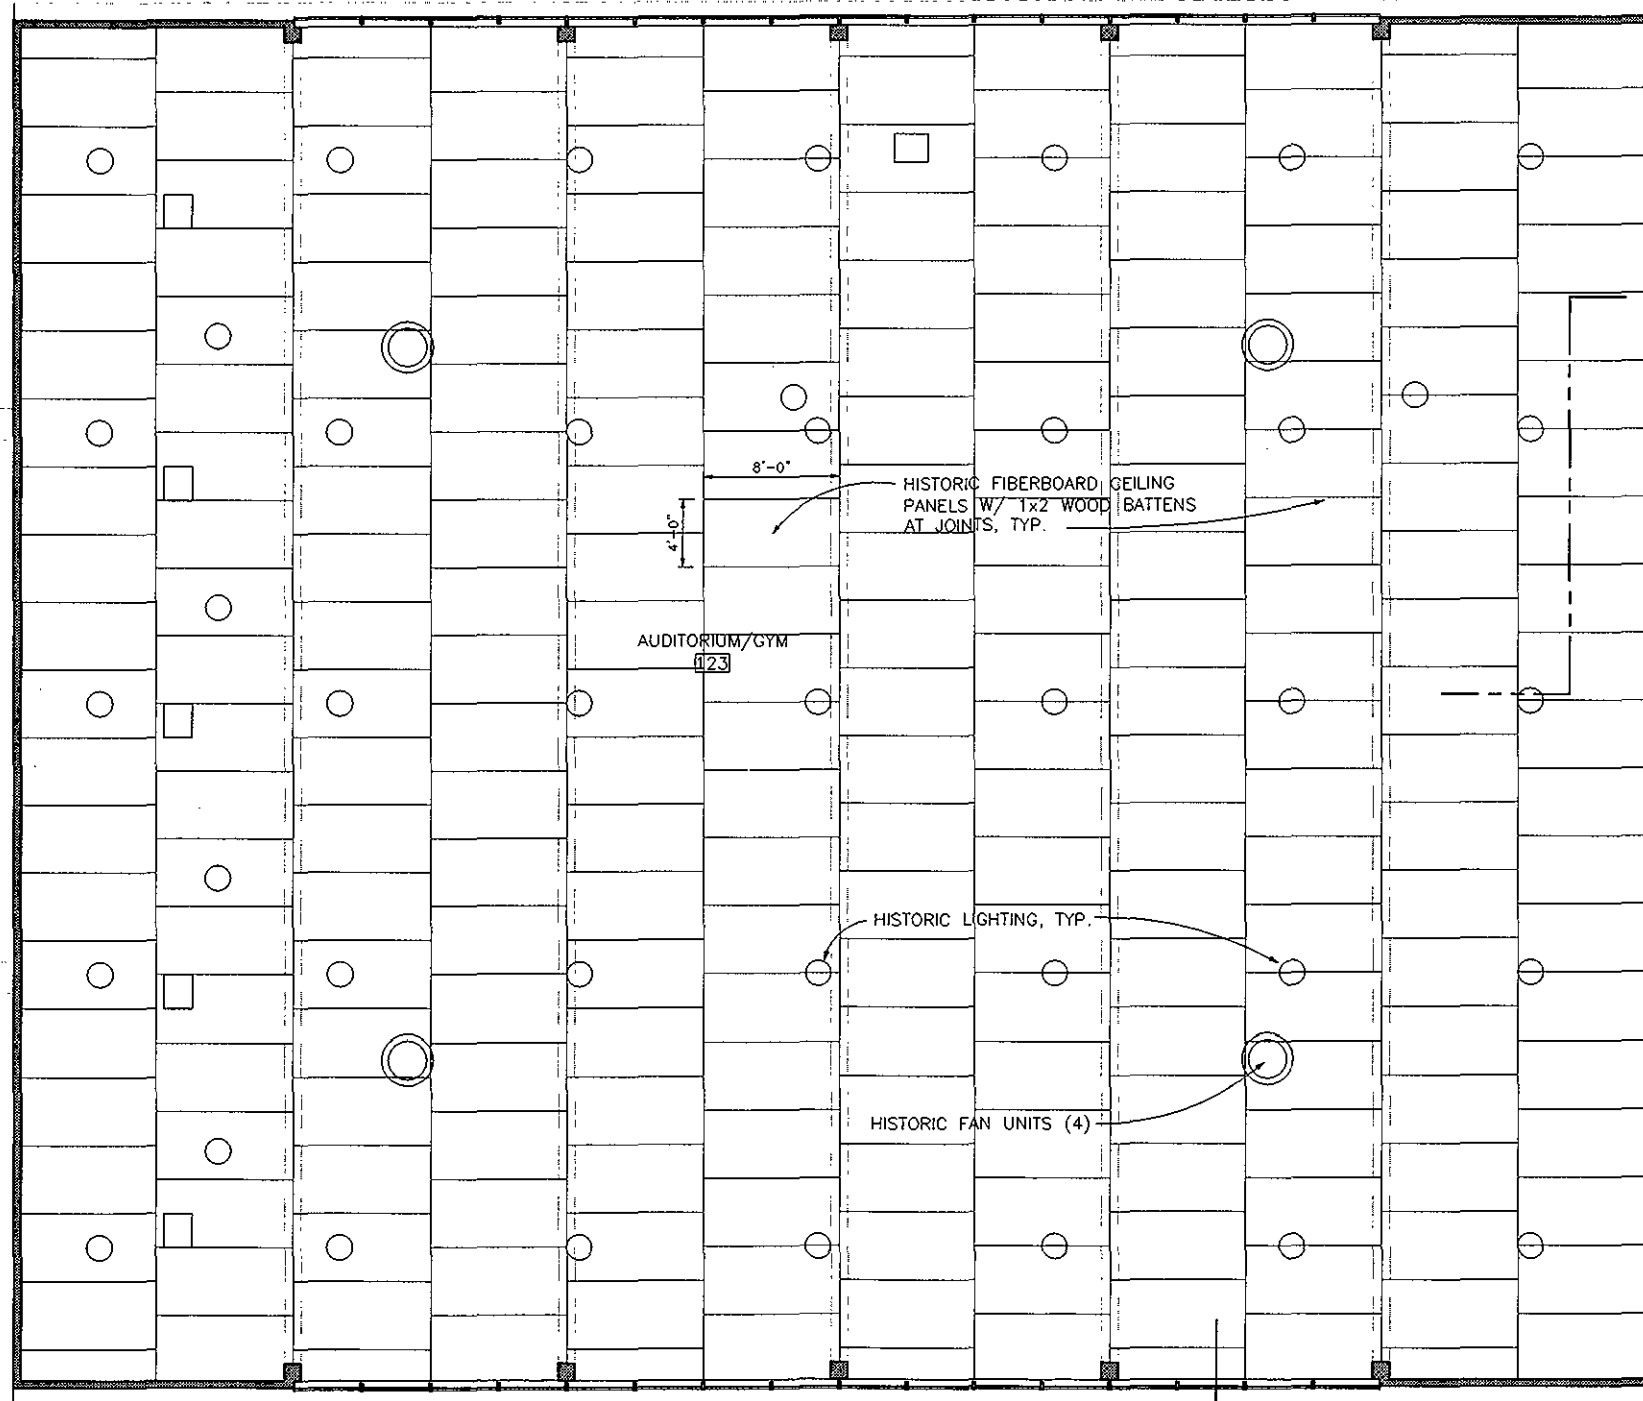 8'-0"
HISTORIC FIBERBOARD CEILING
PANELS W/ 1x2 WOOD BATTENS
AT JOINTS, TYP.
4'-0"
AUDITORIUM/GYM
123
HISTORIC LIGHTING, TYP.
HISTORIC FAN UNITS (4)